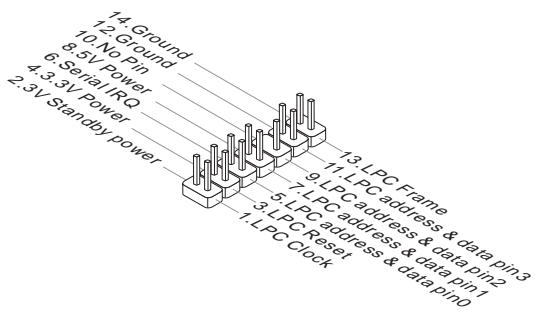 14.Ground
12.Ground
10.No Pin
8.5V Power
6.Serial IRQ
4.3.3V Power
2.3V Standby power
13.LPC Frame
11.LPC address & data pin3
9.LPC address & data pin2
7.LPC address & data pin1
5.LPC address & data pin0
3.LPC Reset
1.LPC Clock